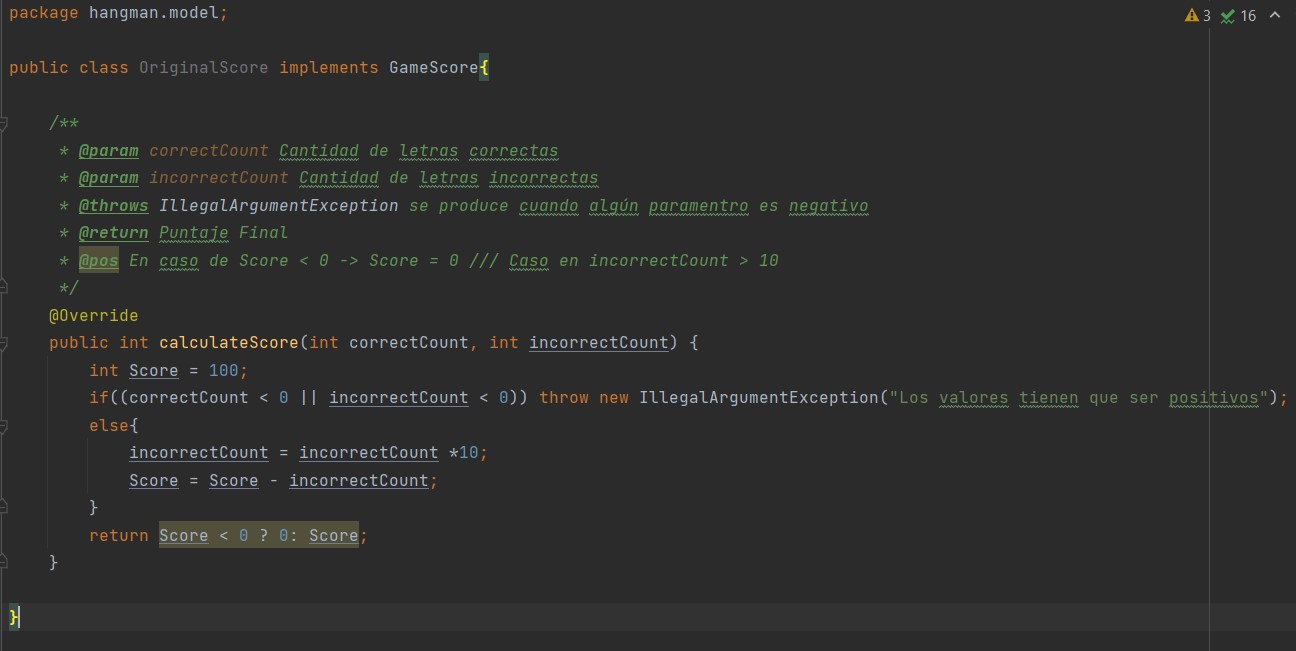 package hangman.model;
3 16
public class OriginalScore implements GameScore{
/**
* @param correctCount Cantidad de letras correctas
* @param incorrectCount Cantidad de letras incorrectas
* @throws IllegalArgumentException se produce cuando algún paramentro es negativo
* @return Puntaje Final
* @pos En caso de Score < 0 -> Score = 0 /// Caso en incorrectCount > 10
*/
@Override
public int calculateScore(int correctCount, int incorrectCount) {
int Score = 100;
if((correctCount < 0 || incorrectCount < 0)) throw new IllegalArgumentException("Los valores tienen que ser positivos");
else{
incorrectCount = incorrectCount *10;
Score = Score - incorrectCount;
}
return Score < 0 ? 0: Score;
}
}